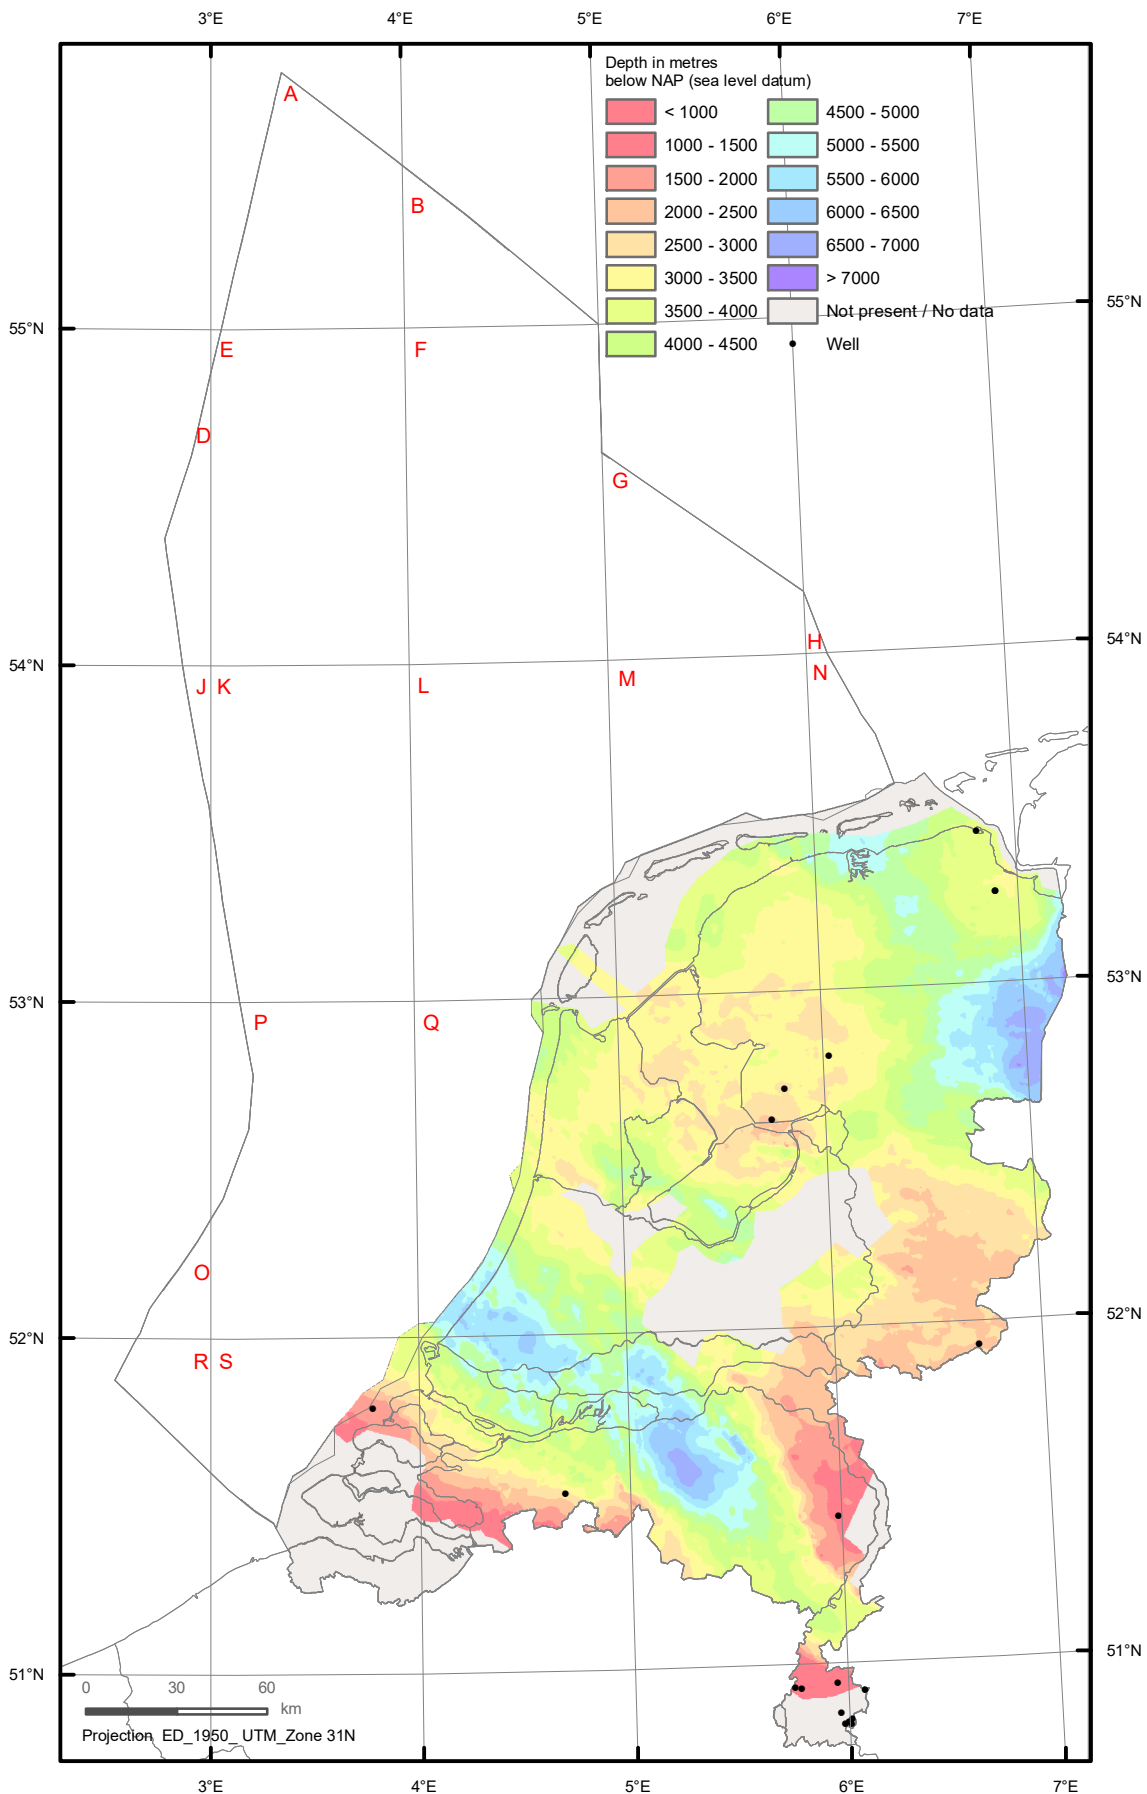 3°E 4°E 5°E 6°E 7°E
Depth in metres
below NAP (sea level datum)
< 1000
1000 - 1500
1500 - 2000
2000 - 2500
2500 - 3000
3000 - 3500
3500 - 4000
4000 - 4500
4500 - 5000
5000 - 5500
5500 - 6000
6000 - 6500
6500 - 7000
> 7000
Not present / No data
Well
A
B
55°N 55°N
E F
D
G
H
54°N 54°N
J K L M N
53°N 53°N
P Q
O
52°N 52°N
R S
51°N 51°N
0 30 60
km
Projection ED_1950_ UTM_Zone 31N
3°E 4°E 5°E 6°E 7°E